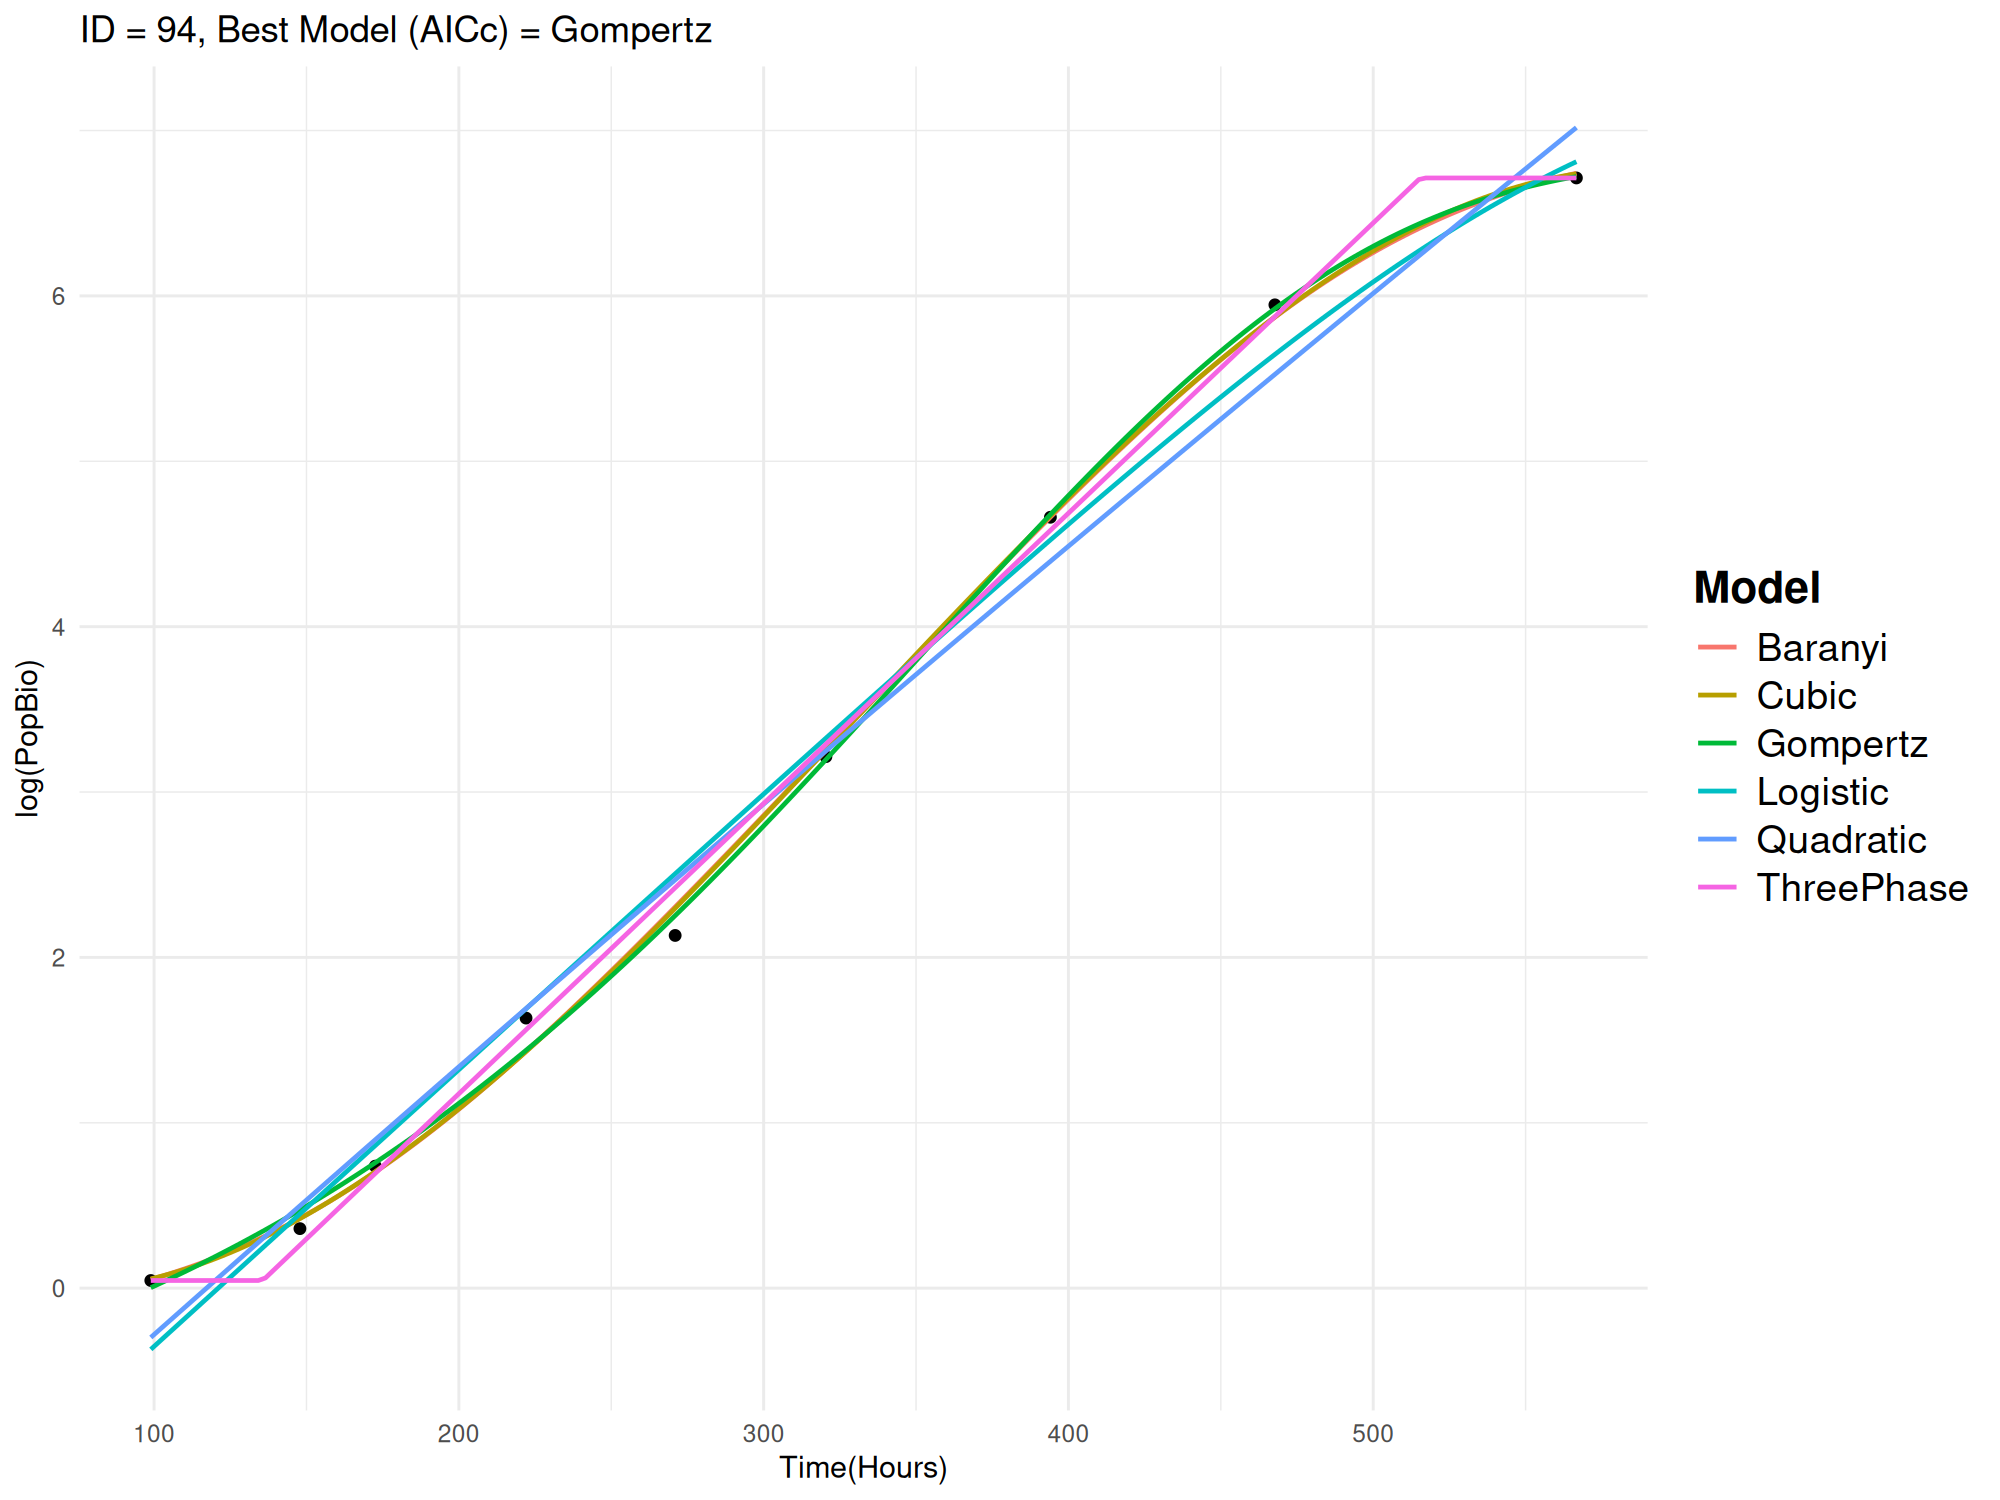 ID = 94, Best Model (AICc) = Gompertz
6
4
2
0
log(PopBio)
100 200 300 400 500
Time(Hours)
Model
Baranyi
Cubic
Gompertz
Logistic
Quadratic
ThreePhase